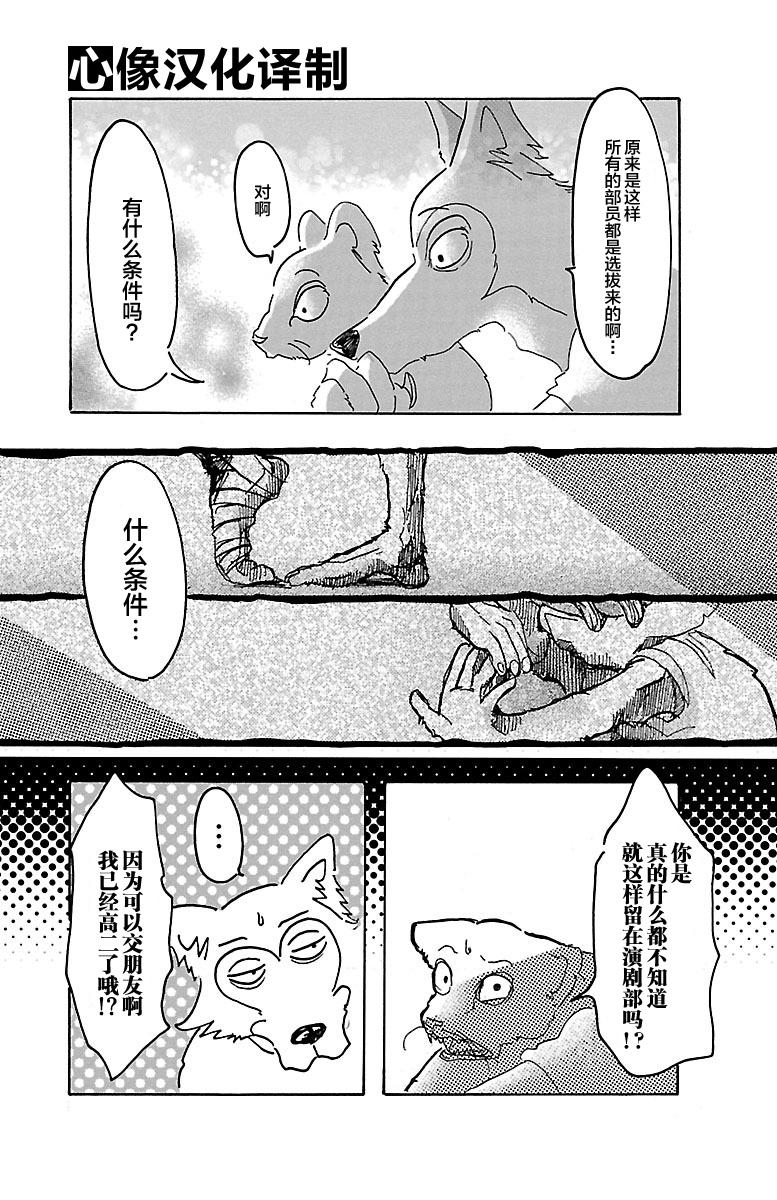 心像汉化译制
原来是这样
所有的部员都是选拔来的啊…
对啊
有什么条件吗？
什么条件…
你是
真的什么都不知道
就这样留在演剧部吗!?
…
因为可以交朋友啊
我已经高二了哦!?